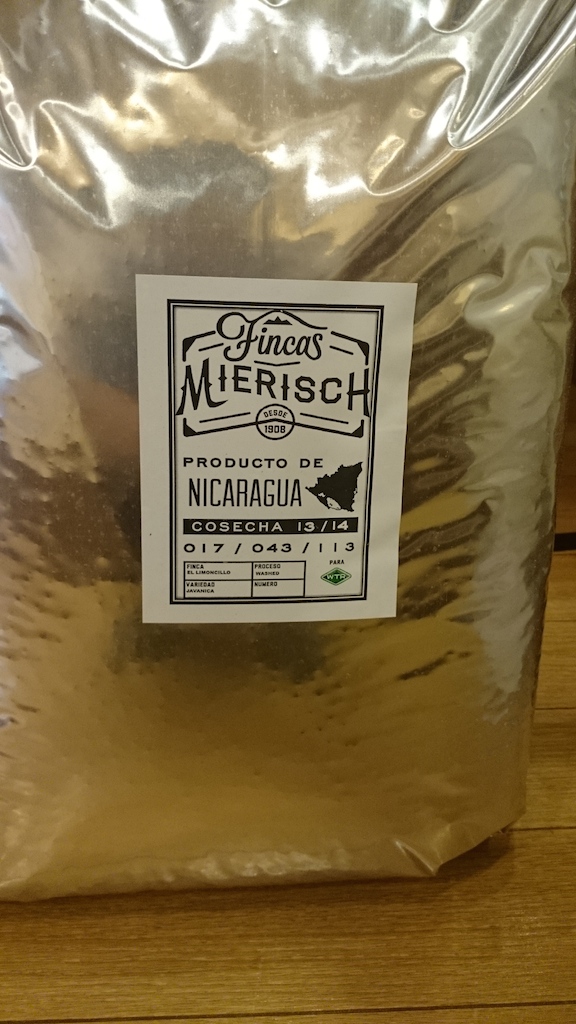 Fincas
MIERISCH
DESDE
1908
PRODUCTO DE
NICARAGUA
COSECHA 13/14
017/043/113
FINCA
EL LIMONCILLO
PROCESO
WASHED
VARIEDAD
JAVANICA
NUMERO
PARA
WTR